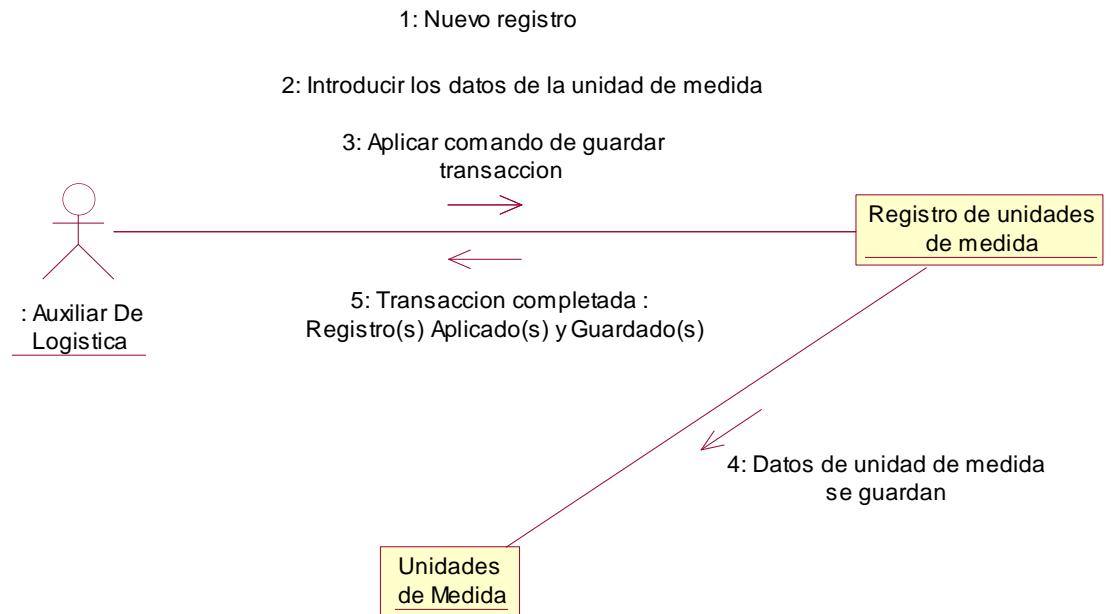 1: Nuevo registro
2: Introducir los datos de la unidad de medida
3: Aplicar comando de guardar
transaccion
Registro de unidades
de medida
: Auxiliar De
Logistica
5: Transaccion completada :
Registro(s) Aplicado(s) y Guardado(s)
4: Datos de unidad de medida
se guardan
Unidades
de Medida